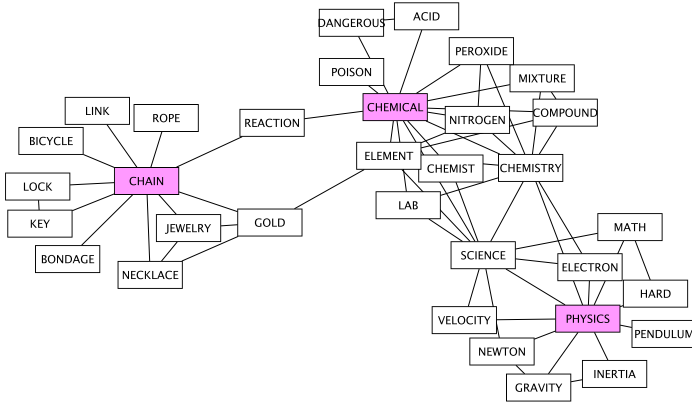 ACID
DANGEROUS
PEROXIDE
POISON
MIXTURE
LINK
ROPE
CHEMICAL
COMPOUND
REACTION
NITROGEN
BICYCLE
ELEMENT
CHEMIST
CHEMISTRY
LOCK
CHAIN
LAB
KEY
JEWELRY
GOLD
MATH
BONDAGE
SCIENCE
NECKLACE
ELECTRON
HARD
VELOCITY
PHYSICS
PENDULUM
NEWTON
INERTIA
GRAVITY